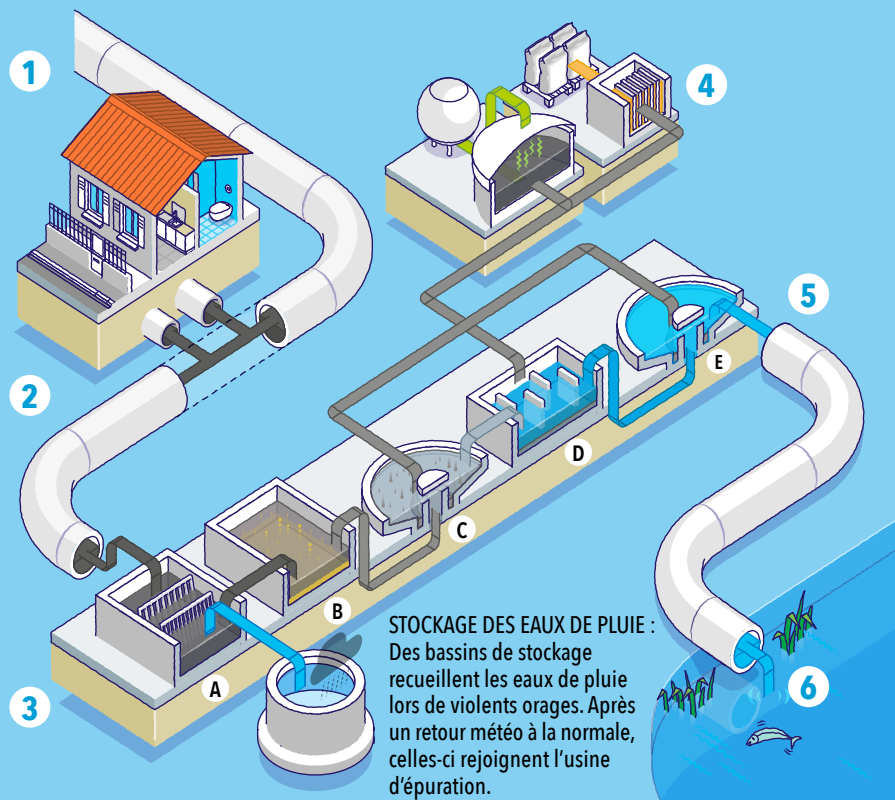 1
4
5
2
E
D
C
B
A
3
6
STOCKAGE DES EAUX DE PLUIE :
Des bassins de stockage
recueillent les eaux de pluie
lors de violents orages. Après
un retour météo à la normale,
celles-ci rejoignent l'usine
d'épuration.